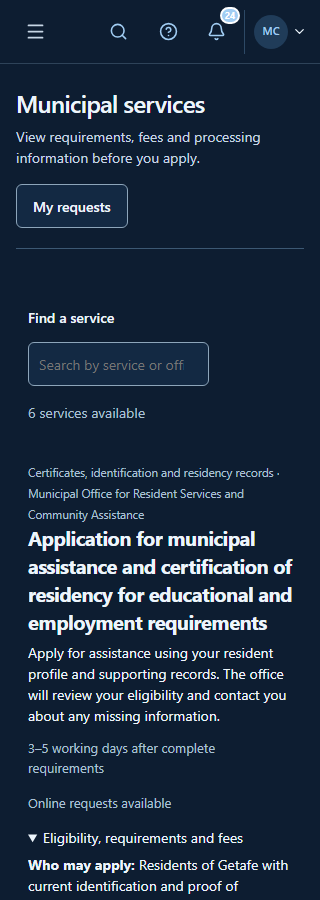 24
MC
Municipal services
View requirements, fees and processing
information before you apply.
My requests
Find a service
Search by service or offi
6 services available
Certificates, identification and residency records ·
Municipal Office for Resident Services and
Community Assistance
Application for municipal
assistance and certification of
residency for educational and
employment requirements
Apply for assistance using your resident
profile and supporting records. The office
will review your eligibility and contact you
about any missing information.
3–5 working days after complete
requirements
Online requests available
▼ Eligibility, requirements and fees
Who may apply: Residents of Getafe with
current identification and proof of